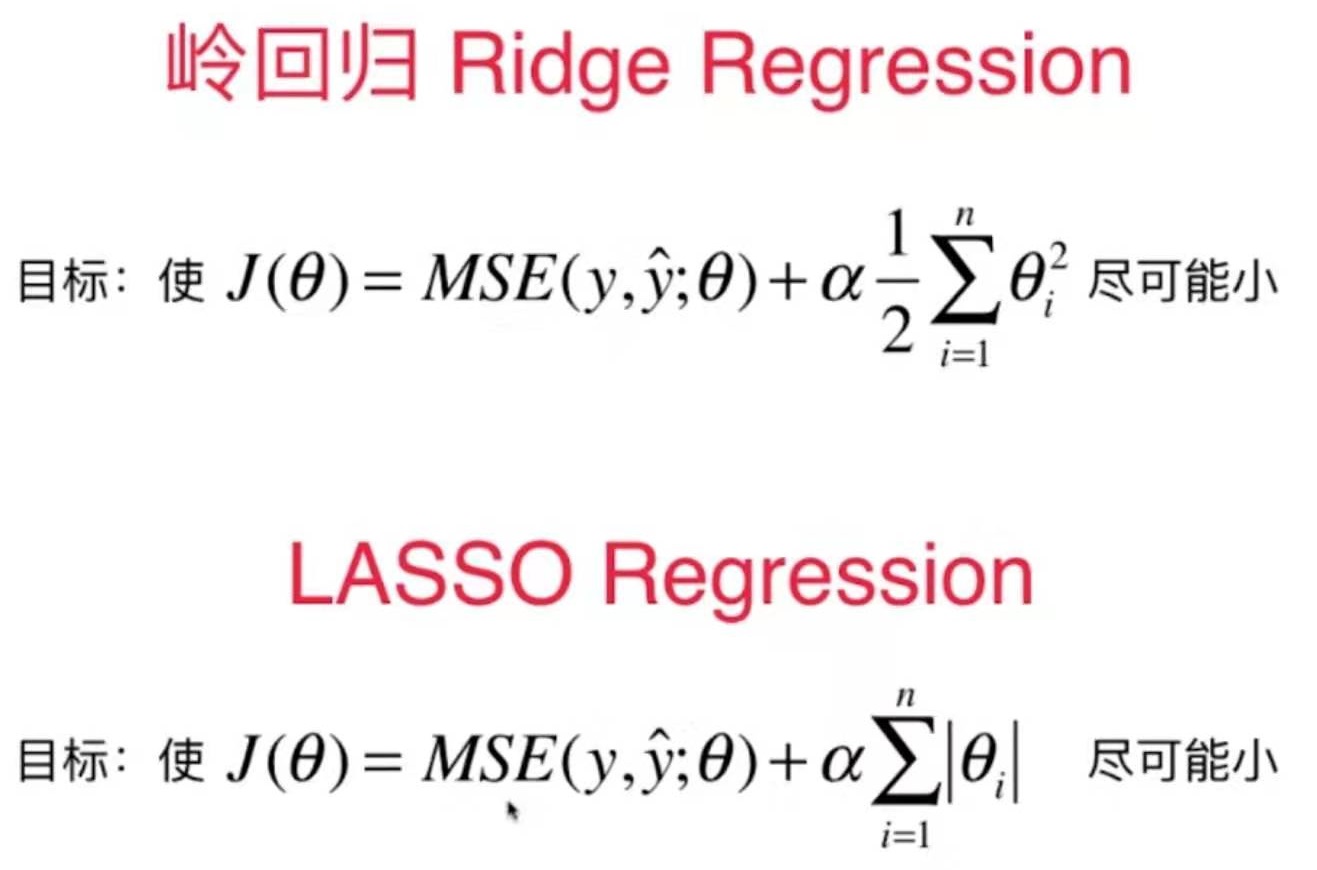 岭回归 Ridge Regression
目标：使 $J(\theta) = MSE(y, \hat{y}; \theta) + \alpha \frac{1}{2} \sum_{i=1}^{n} \theta_i^2$ 尽可能小
LASSO Regression
目标：使 $J(\theta) = MSE(y, \hat{y}; \theta) + \alpha \sum_{i=1}^{n} |\theta_i|$ 尽可能小